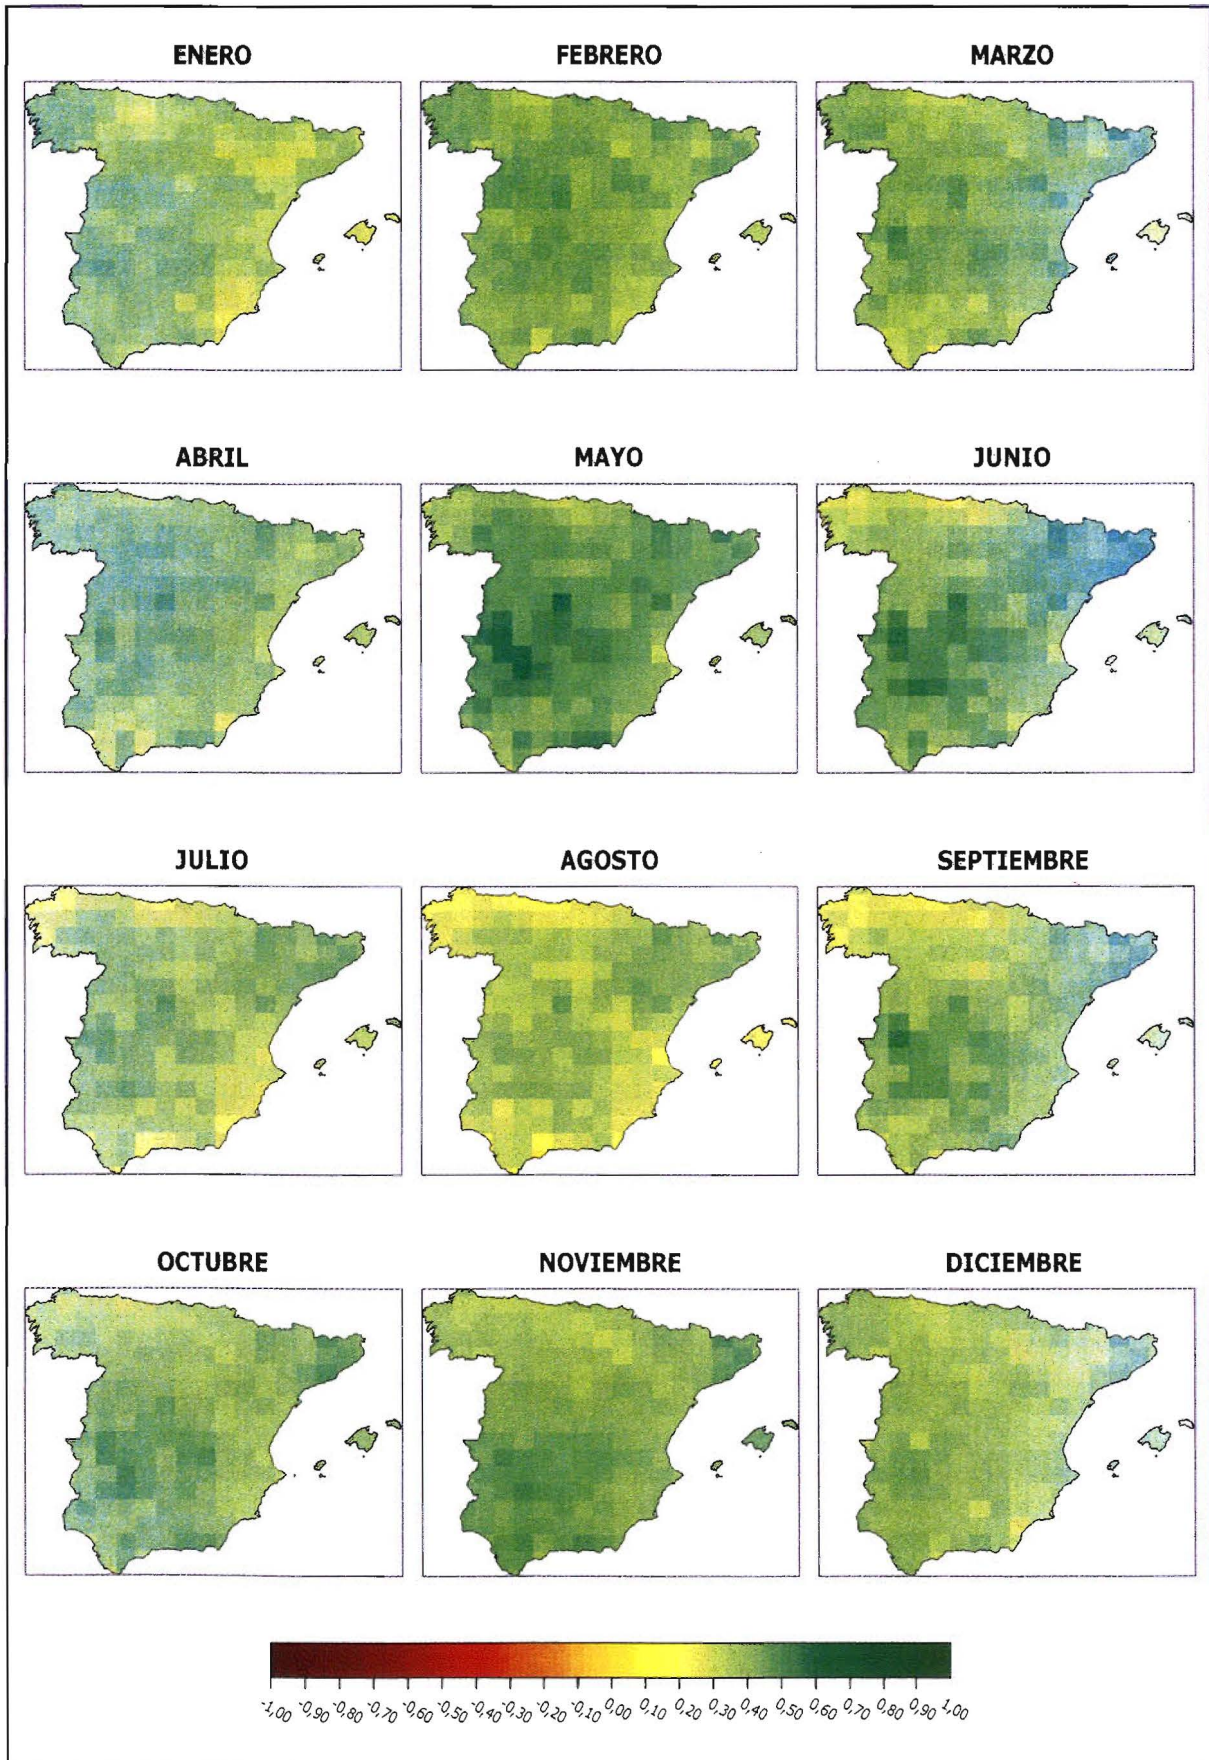 ENERO FEBRERO MARZO
ABRIL MAYO JUNIO
JULIO AGOSTO SEPTIEMBRE
OCTUBRE NOVIEMBRE DICIEMBRE
-1,00 -0,90 -0,80 -0,70 -0,60 -0,50 -0,40 -0,30 -0,20 -0,10 0,00 0,10 0,20 0,30 0,40 0,50 0,60 0,70 0,80 0,90 1,00